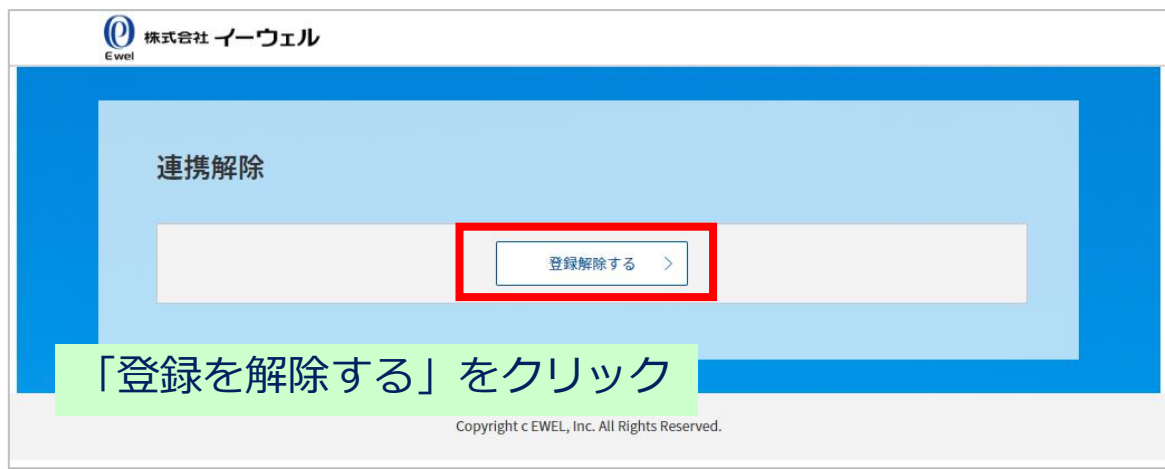 株式会社 イーウェル
Ewel
連携解除
登録解除する
「登録を解除する」をクリック
Copyright c EWEL, Inc. All Rights Reserved.